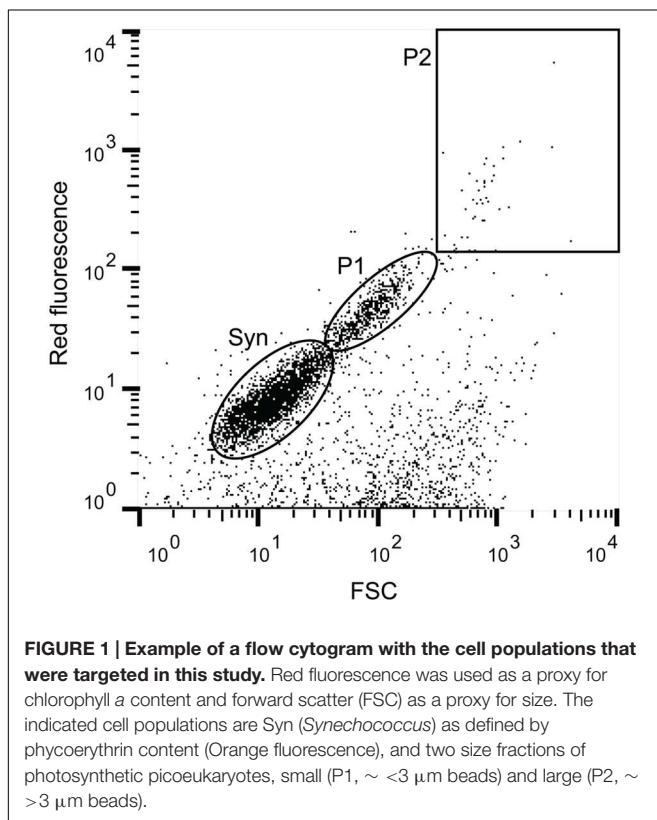 10^4
P2
10^3
Red fluorescence
10^2
P1
Syn
10^1
10^0
10^0 10^1 10^2 10^3 10^4
FSC
FIGURE 1 | Example of a flow cytogram with the cell populations that
were targeted in this study. Red fluorescence was used as a proxy for
chlorophyll a content and forward scatter (FSC) as a proxy for size. The
indicated cell populations are Syn (Synechococcus) as defined by
phycoerythrin content (Orange fluorescence), and two size fractions of
photosynthetic picoeukaryotes, small (P1, ∼ <3 μm beads) and large (P2, ∼
>3 μm beads).